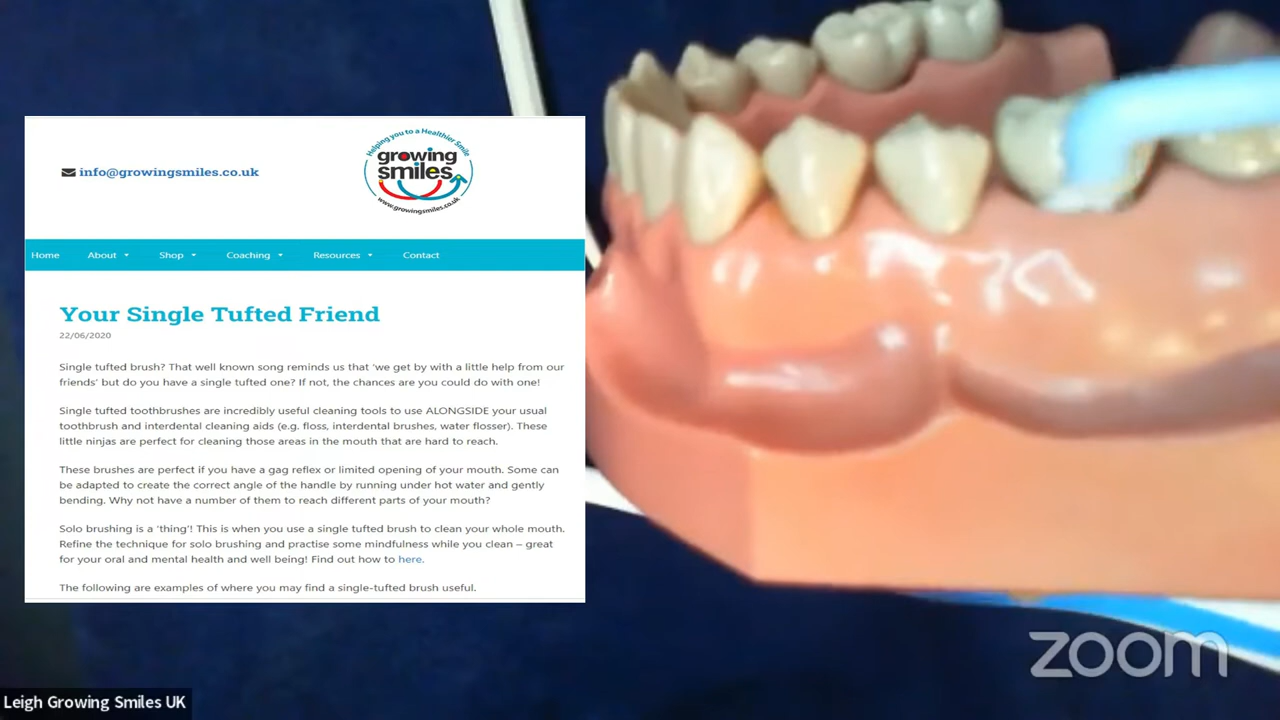 info@growingsmiles.co.uk
Helping you to a Healthier Smile
growing
smiles
www.growingsmiles.co.uk
Home About Shop Coaching Resources Contact
Your Single Tufted Friend
22/06/2020
Single tufted brush? That well known song reminds us that ‘we get by with a little help from our
friends’ but do you have a single tufted one? If not, the chances are you could do with one!
Single tufted toothbrushes are incredibly useful cleaning tools to use ALONGSIDE your usual
toothbrush and interdental cleaning aids (e.g. floss, interdental brushes, water flosser). These
little ninjas are perfect for cleaning those areas in the mouth that are hard to reach.
These brushes are perfect if you have a gag reflex or limited opening of your mouth. Some can
be adapted to create the correct angle of the handle by running under hot water and gently
bending. Why not have a number of them to reach different parts of your mouth?
Solo brushing is a ‘thing’! This is when you use a single tufted brush to clean your whole mouth.
Refine the technique for solo brushing and practise some mindfulness while you clean – great
for your oral and mental health and well being! Find out how to here.
The following are examples of where you may find a single-tufted brush useful.
zoom
Leigh Growing Smiles UK